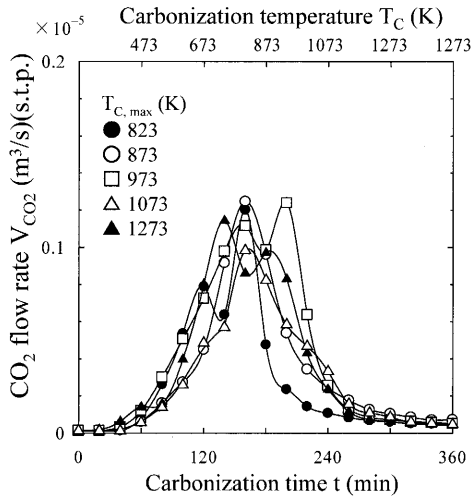 Carbonization temperature T_C (K)
×10⁻⁵ 473 673 873 1073 1273 1273
0.2
T_C, max (K)
823
873
973
1073
1273
0.1
0
CO₂ flow rate V_CO2 (m³/s)(s.t.p.)
0 120 240 360
Carbonization time t (min)